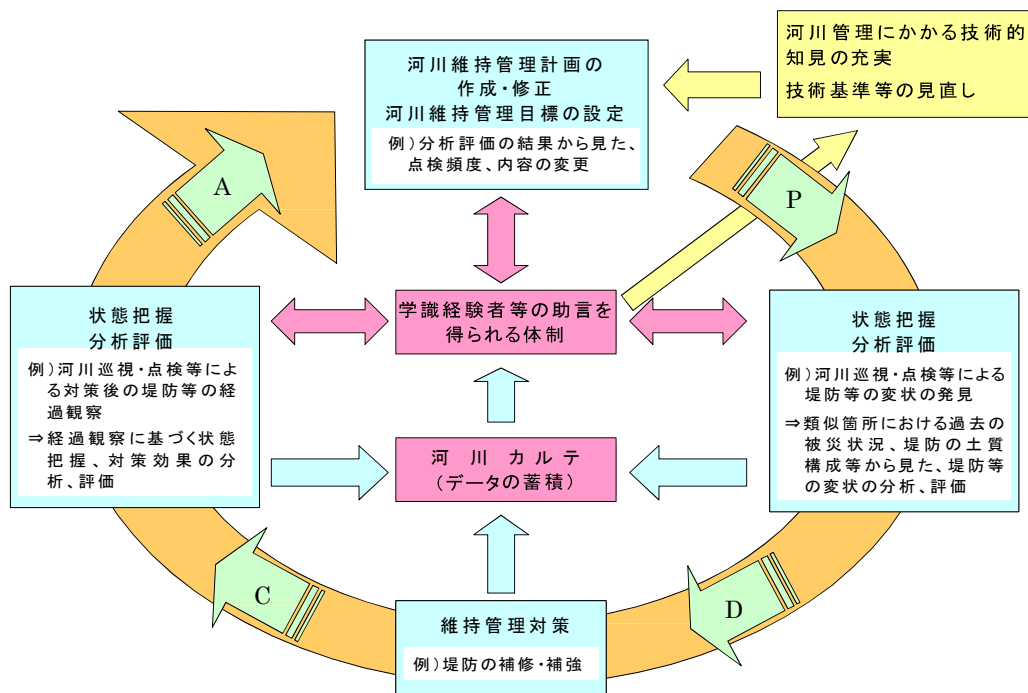 河川維持管理計画の
作成・修正
河川維持管理目標の設定
例）分析評価の結果から見た、
点検頻度、内容の変更
河川管理にかかる技術的
知見の充実
技術基準等の見直し
A
P
学識経験者等の助言を
得られる体制
状態把握
分析評価
例）河川巡視・点検等によ
る対策後の堤防等の経
過観察
⇒経過観察に基づく状態
把握、対策効果の分
析、評価
状態把握
分析評価
例）河川巡視・点検等による
堤防等の変状の発見
⇒類似箇所における過去の
被災状況、堤防の土質
構成等から見た、堤防等
の変状の分析、評価
河川カルテ
（データの蓄積）
C
D
維持管理対策
例）堤防の補修・補強